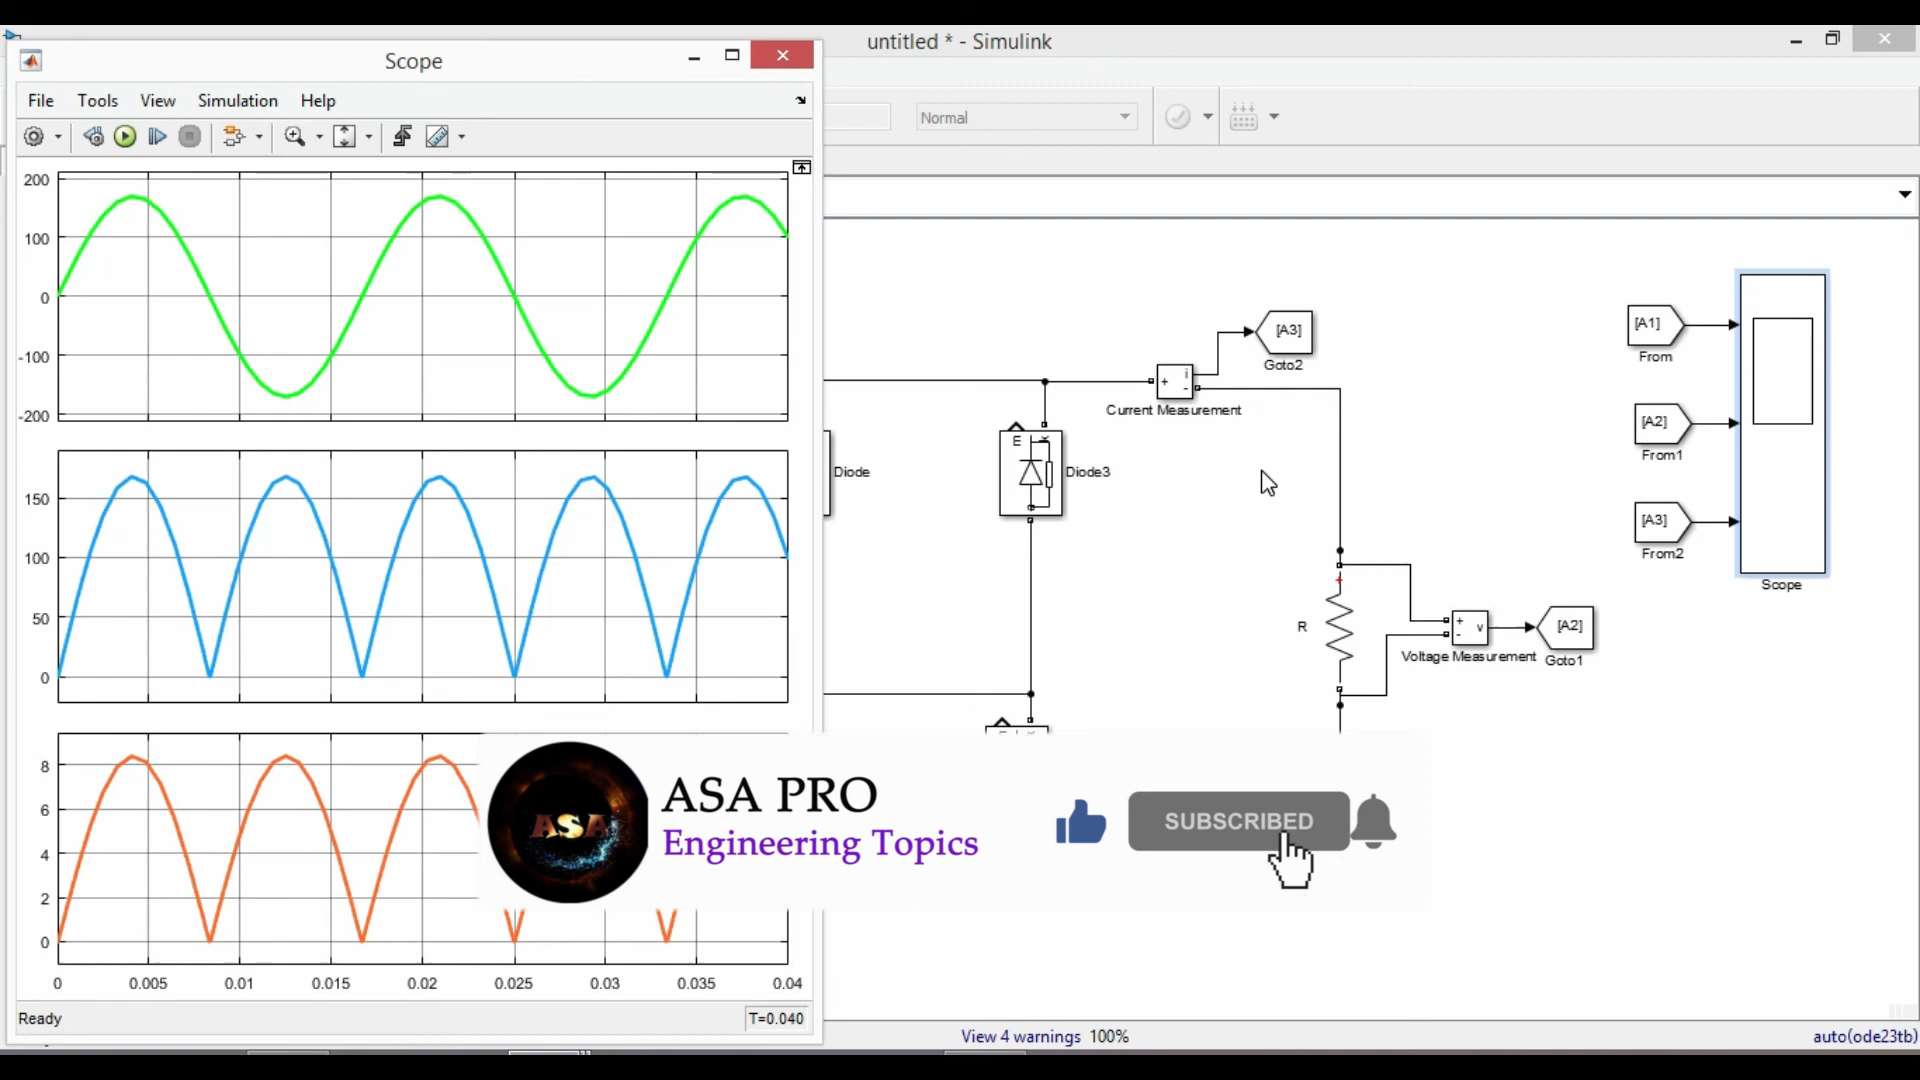 untitled * - Simulink
Scope
File Tools View Simulation Help
Normal
200
100
0
-100
-200
150
100
50
0
8
6
4
2
0
0 0.005 0.01 0.015 0.02 0.025 0.03 0.035 0.04
Ready
T=0.040
[A3]
Goto2
i
+
-
Current Measurement
Diode
Diode3
R
+
+
-
v
Voltage Measurement
[A2]
Goto1
[A1]
From
[A2]
From1
[A3]
From2
Scope
ASA
ASA PRO
Engineering Topics
SUBSCRIBED
View 4 warnings 100%
auto(ode23tb)